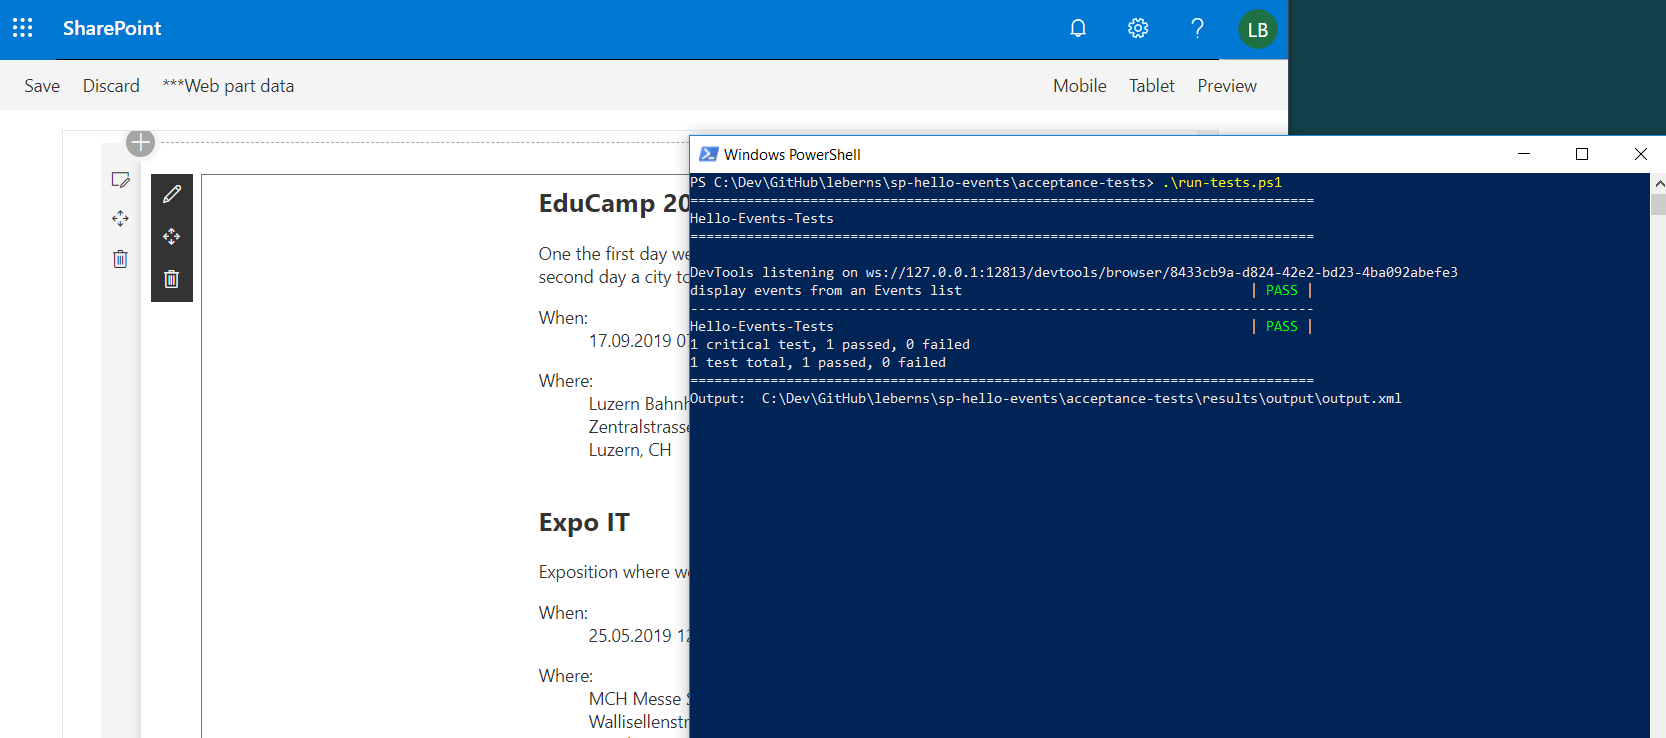 SharePoint
LB
Save Discard ***Web part data Mobile Tablet Preview
EduCamp 20
One the first day we
second day a city to
When:
17.09.2019 07
Where:
Luzern Bahnh
Zentralstrasse
Luzern, CH
Expo IT
Exposition where we
When:
25.05.2019 12
Where:
MCH Messe
Wallisellenstr
Windows PowerShell
PS C:\Dev\GitHub\leberns\sp-hello-events\acceptance-tests> .\run-tests.ps1
==============================================================================
Hello-Events-Tests
==============================================================================
DevTools listening on ws://127.0.0.1:12813/devtools/browser/8433cb9a-d824-42e2-bd23-4ba092abefe3
display events from an Events list | PASS |
------------------------------------------------------------------------------
Hello-Events-Tests | PASS |
1 critical test, 1 passed, 0 failed
1 test total, 1 passed, 0 failed
==============================================================================
Output: C:\Dev\GitHub\leberns\sp-hello-events\acceptance-tests\results\output\output.xml